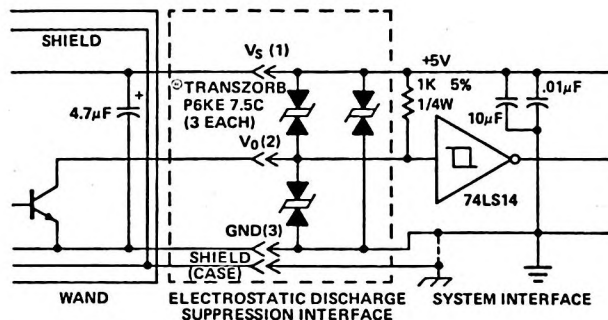 SHIELD
4.7µF
+
WAND
VS (1)
⊙TRANSZORB
P6KE 7.5C
(3 EACH)
VO(2)
GND(3)
SHIELD
(CASE)
ELECTROSTATIC DISCHARGE
SUPPRESSION INTERFACE
+5V
1K 5%
1/4W
10µF
.01µF
74LS14
SYSTEM INTERFACE